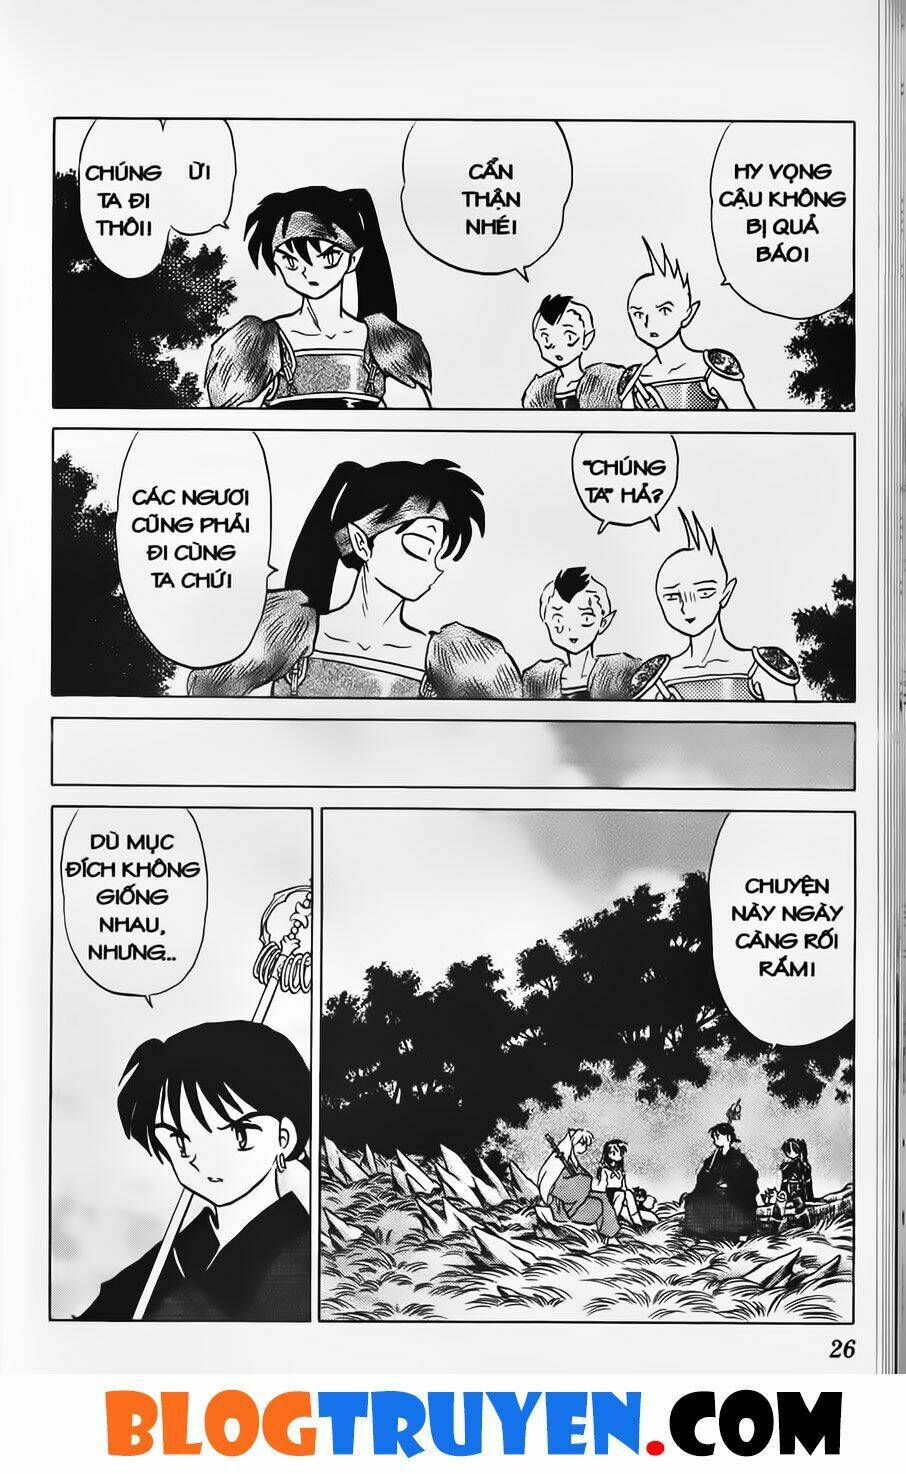 HY VỌNG
CẬU KHÔNG
BỊ QUẢ
BÁO!
CẨN
THẬN
NHÉ!
ỪI
CHÚNG
TA ĐI
THÔI!
"CHÚNG
TA" HẢ?
CÁC NGƯƠI
CŨNG PHẢI
ĐI CÙNG
TA CHỨ!
CHUYỆN
NÀY NGÀY
CÀNG RỐI
RẮM!
DÙ MỤC
ĐÍCH KHÔNG
GIỐNG
NHAU,
NHƯNG...
26
BLOGTRUYEN.COM